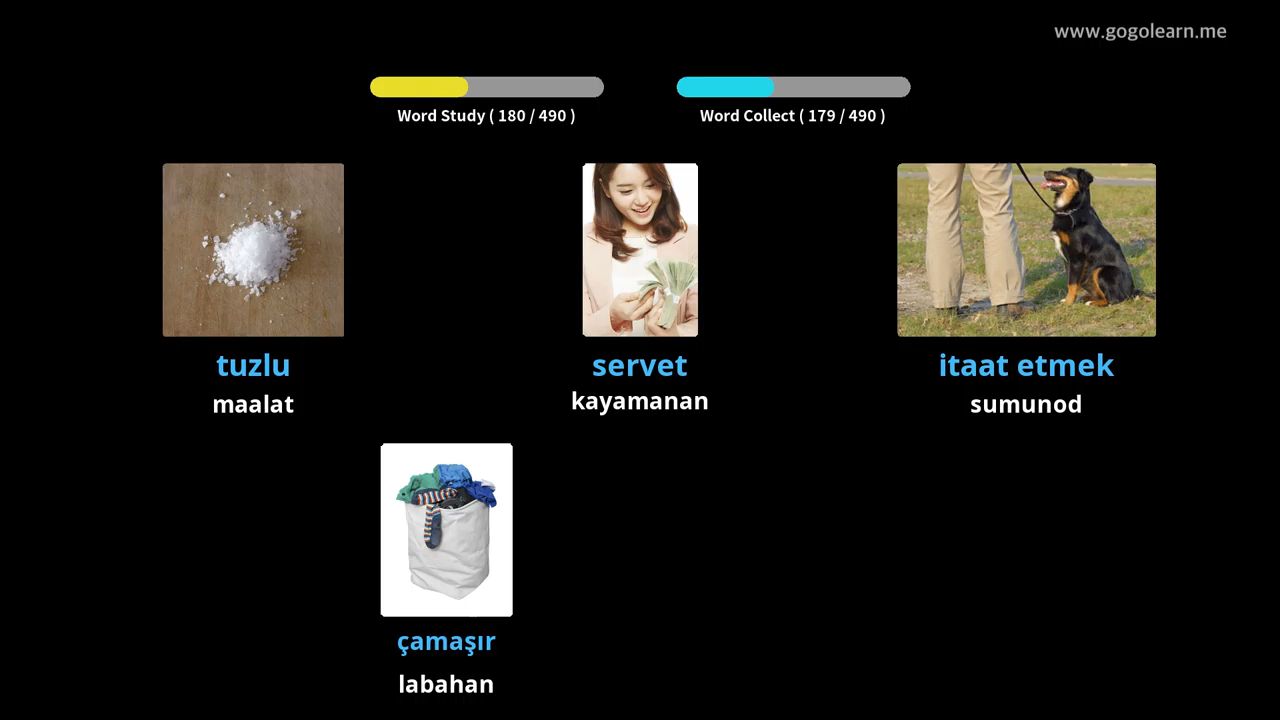 www.gogolearn.me
Word Study ( 180 / 490 )
Word Collect ( 179 / 490 )
tuzlu
maalat
servet
kayamanan
itaat etmek
sumunod
çamaşır
labahan